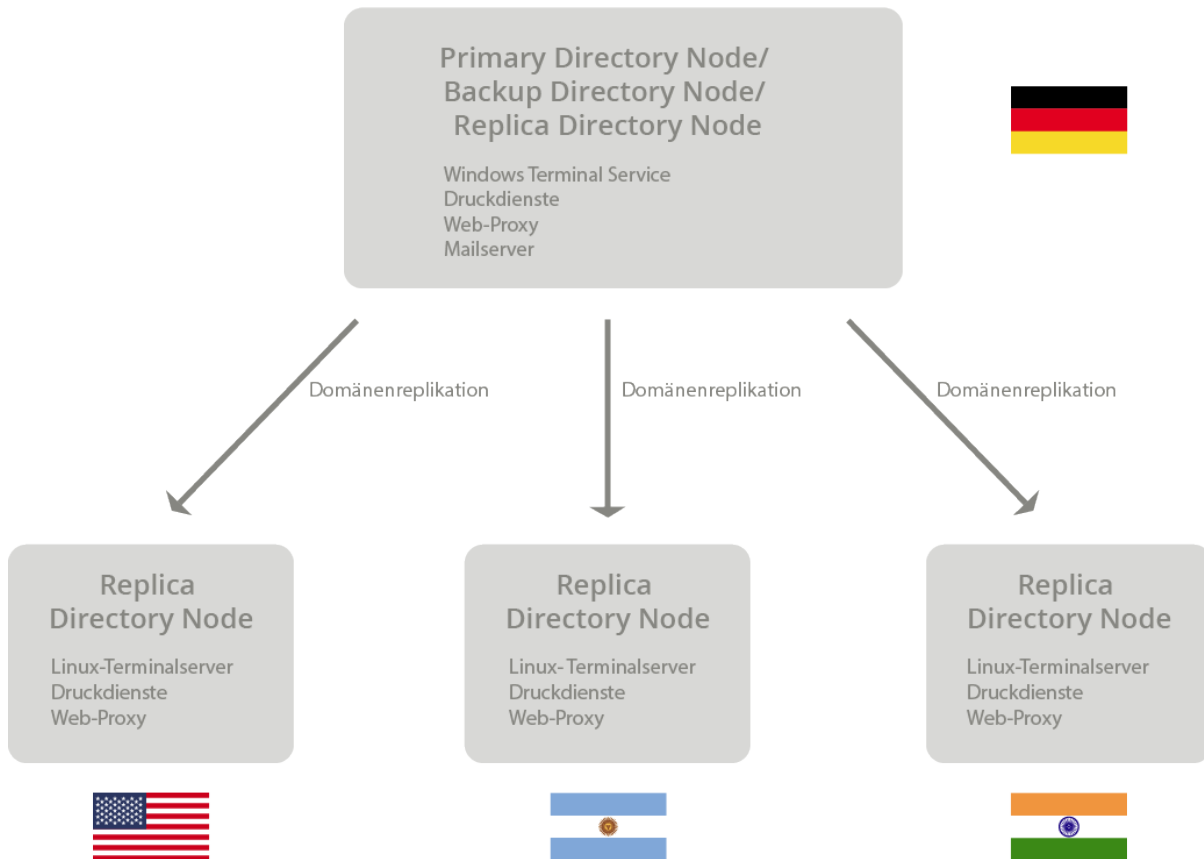 Primary Directory Node/
Backup Directory Node/
Replica Directory Node
Windows Terminal Service
Druckdienste
Web-Proxy
Mailserver
Domänenreplikation
Domänenreplikation
Domänenreplikation
Replica
Directory Node
Linux-Terminalserver
Druckdienste
Web-Proxy
Replica
Directory Node
Linux- Terminalserver
Druckdienste
Web-Proxy
Replica
Directory Node
Linux-Terminalserver
Druckdienste
Web-Proxy